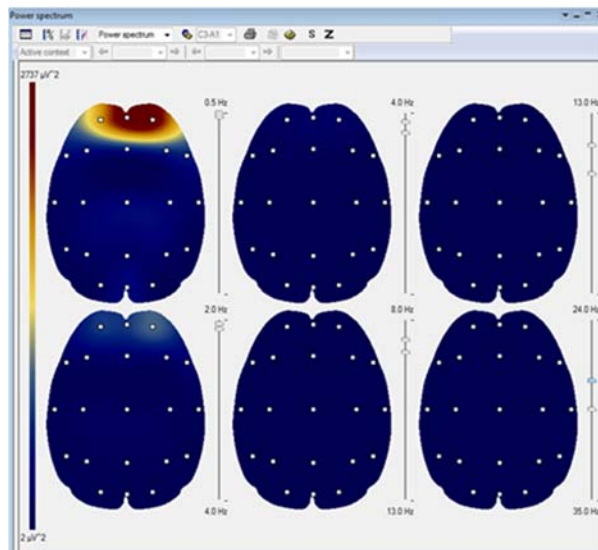 Power spectrum
Power spectrum C3-A1 S Z
Active context
2737 µV^2 0.5 Hz 4.0 Hz 13.0 Hz
2.0 Hz 8.0 Hz 24.0 Hz
2 µV^2 4.0 Hz 13.0 Hz 35.0 Hz